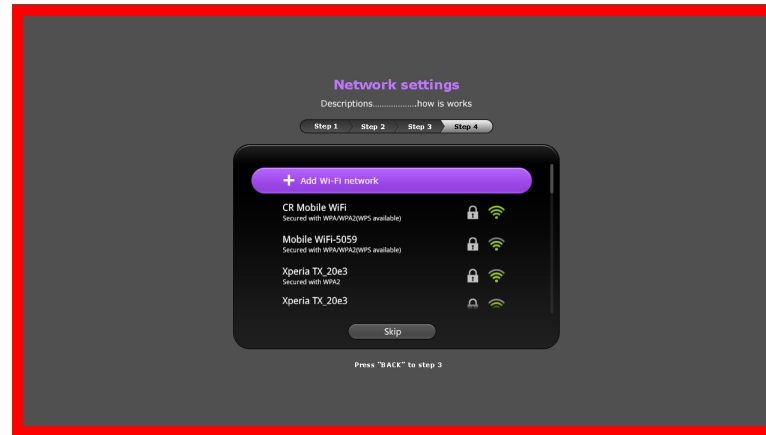 Network settings
Descriptions..................how is works
Step 1 Step 2 Step 3 Step 4
+ Add Wi-Fi network
CR Mobile WiFi
Secured with WPA/WPA2(WPS available)
Mobile WiFi-5059
Secured with WPA/WPA2(WPS available)
Xperia TX_20e3
Secured with WPA2
Xperia TX_20e3
Skip
Press "BACK" to step 3